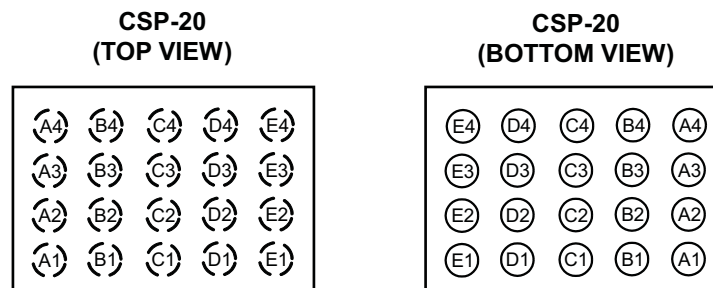 CSP-20
(TOP VIEW)
A4 B4 C4 D4 E4
A3 B3 C3 D3 E3
A2 B2 C2 D2 E2
A1 B1 C1 D1 E1
CSP-20
(BOTTOM VIEW)
E4 D4 C4 B4 A4
E3 D3 C3 B3 A3
E2 D2 C2 B2 A2
E1 D1 C1 B1 A1